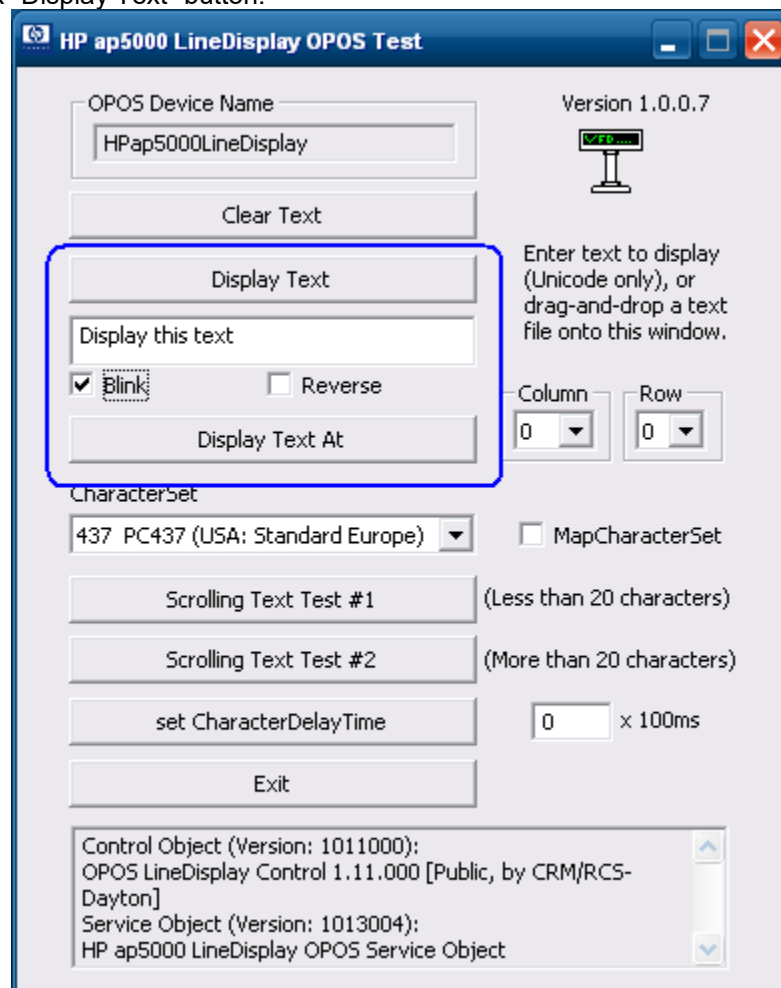 "Display Text" button.
HP ap5000 LineDisplay OPOS Test
OPOS Device Name
HPap5000LineDisplay
Version 1.0.0.7
VFD....
Clear Text
Display Text
Enter text to display
(Unicode only), or
drag-and-drop a text
file onto this window.
Display this text
Blink
Reverse
Column
Row
0
0
Display Text At
CharacterSet
437 PC437 (USA: Standard Europe)
MapCharacterSet
Scrolling Text Test #1
(Less than 20 characters)
Scrolling Text Test #2
(More than 20 characters)
set CharacterDelayTime
0
x 100ms
Exit
Control Object (Version: 1011000):
OPOS LineDisplay Control 1.11.000 [Public, by CRM/RCS-
Dayton]
Service Object (Version: 1013004):
HP ap5000 LineDisplay OPOS Service Object